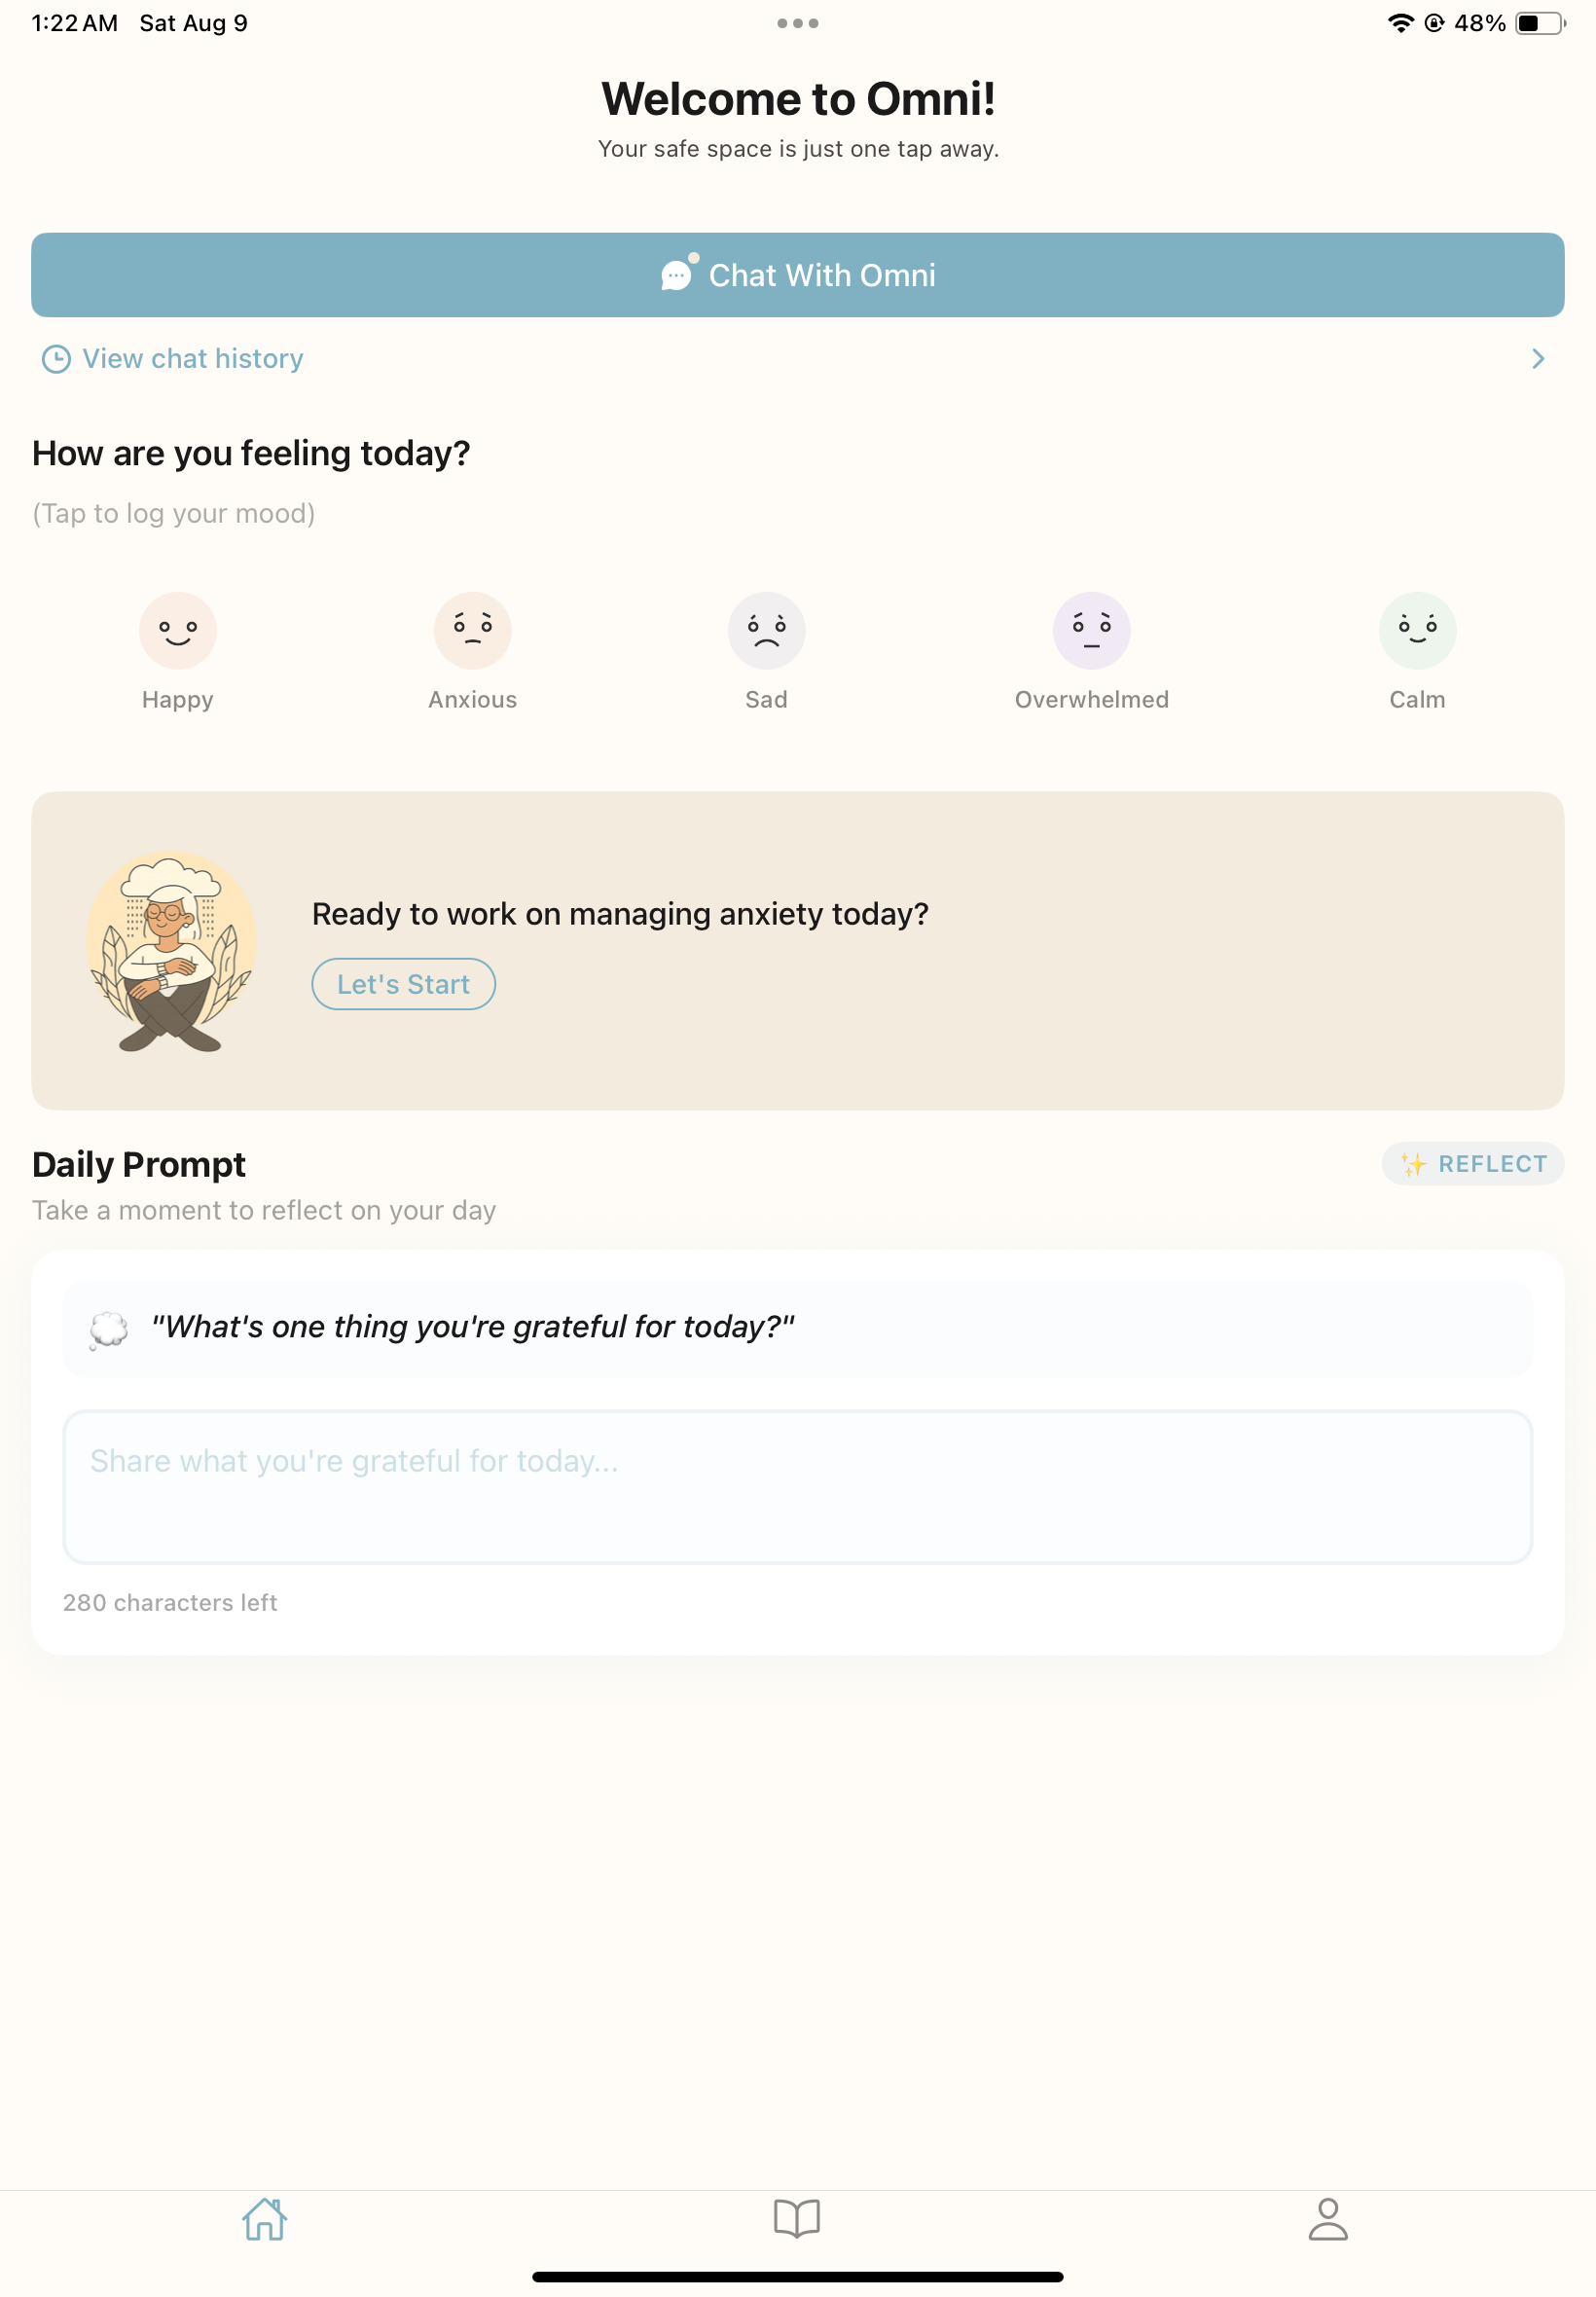 1:22 AM Sat Aug 9
48%
Welcome to Omni!
Your safe space is just one tap away.
Chat With Omni
View chat history
How are you feeling today?
(Tap to log your mood)
Happy
Anxious
Sad
Overwhelmed
Calm
Ready to work on managing anxiety today?
Let's Start
Daily Prompt
✨ REFLECT
Take a moment to reflect on your day
"What's one thing you're grateful for today?"
Share what you're grateful for today...
280 characters left